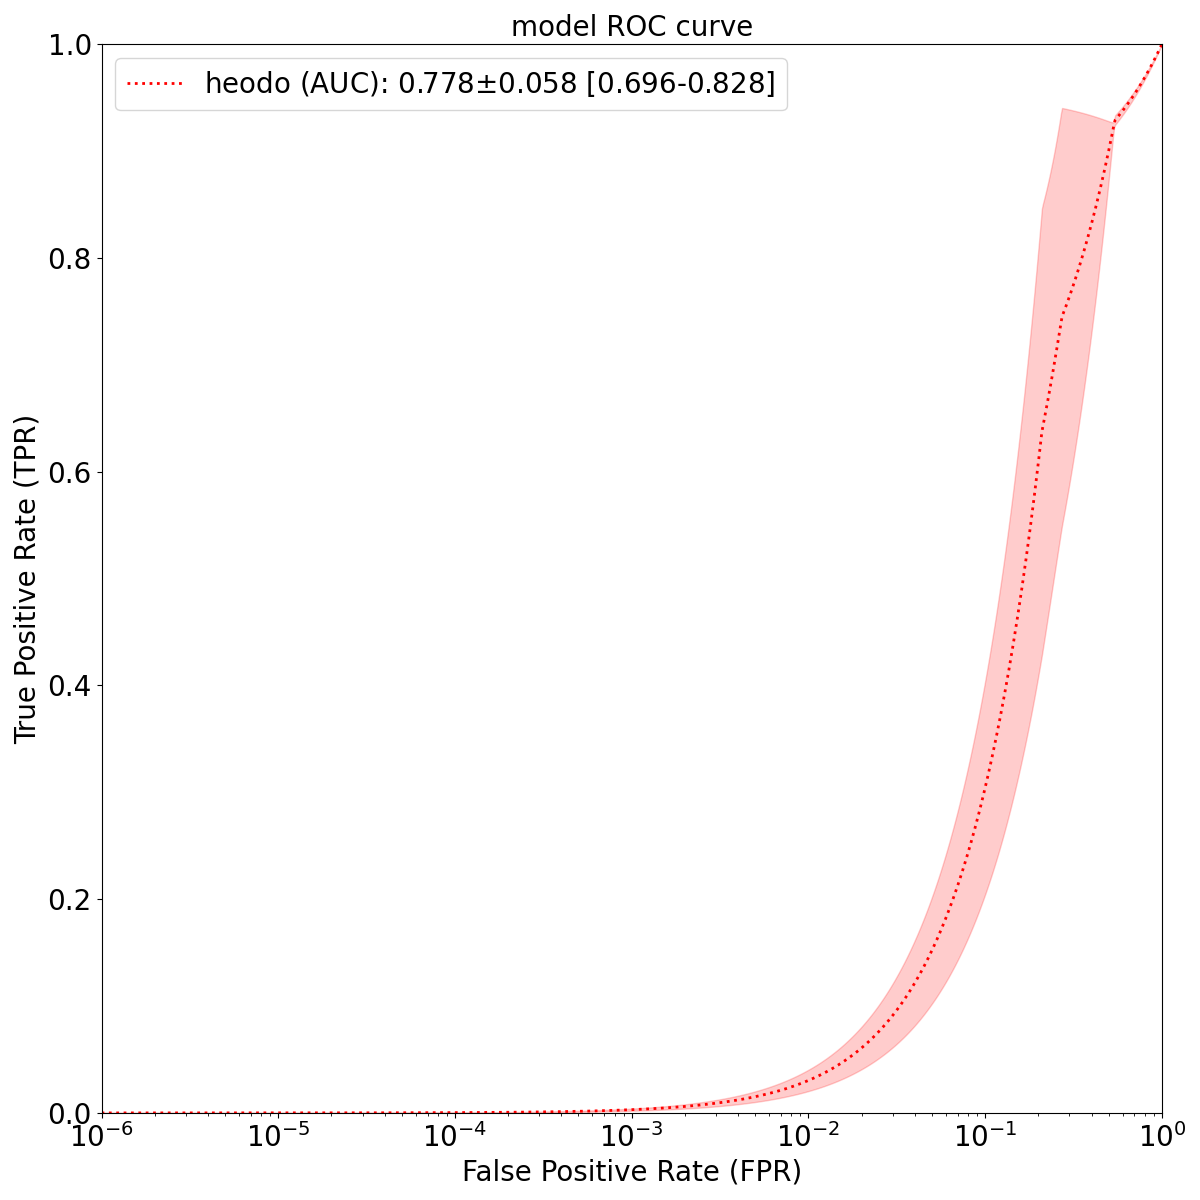 model ROC curve
heodo (AUC): 0.778±0.058 [0.696-0.828]
True Positive Rate (TPR)
1.0
0.8
0.6
0.4
0.2
0.0
10⁻⁶ 10⁻⁵ 10⁻⁴ 10⁻³ 10⁻² 10⁻¹ 10⁰
False Positive Rate (FPR)